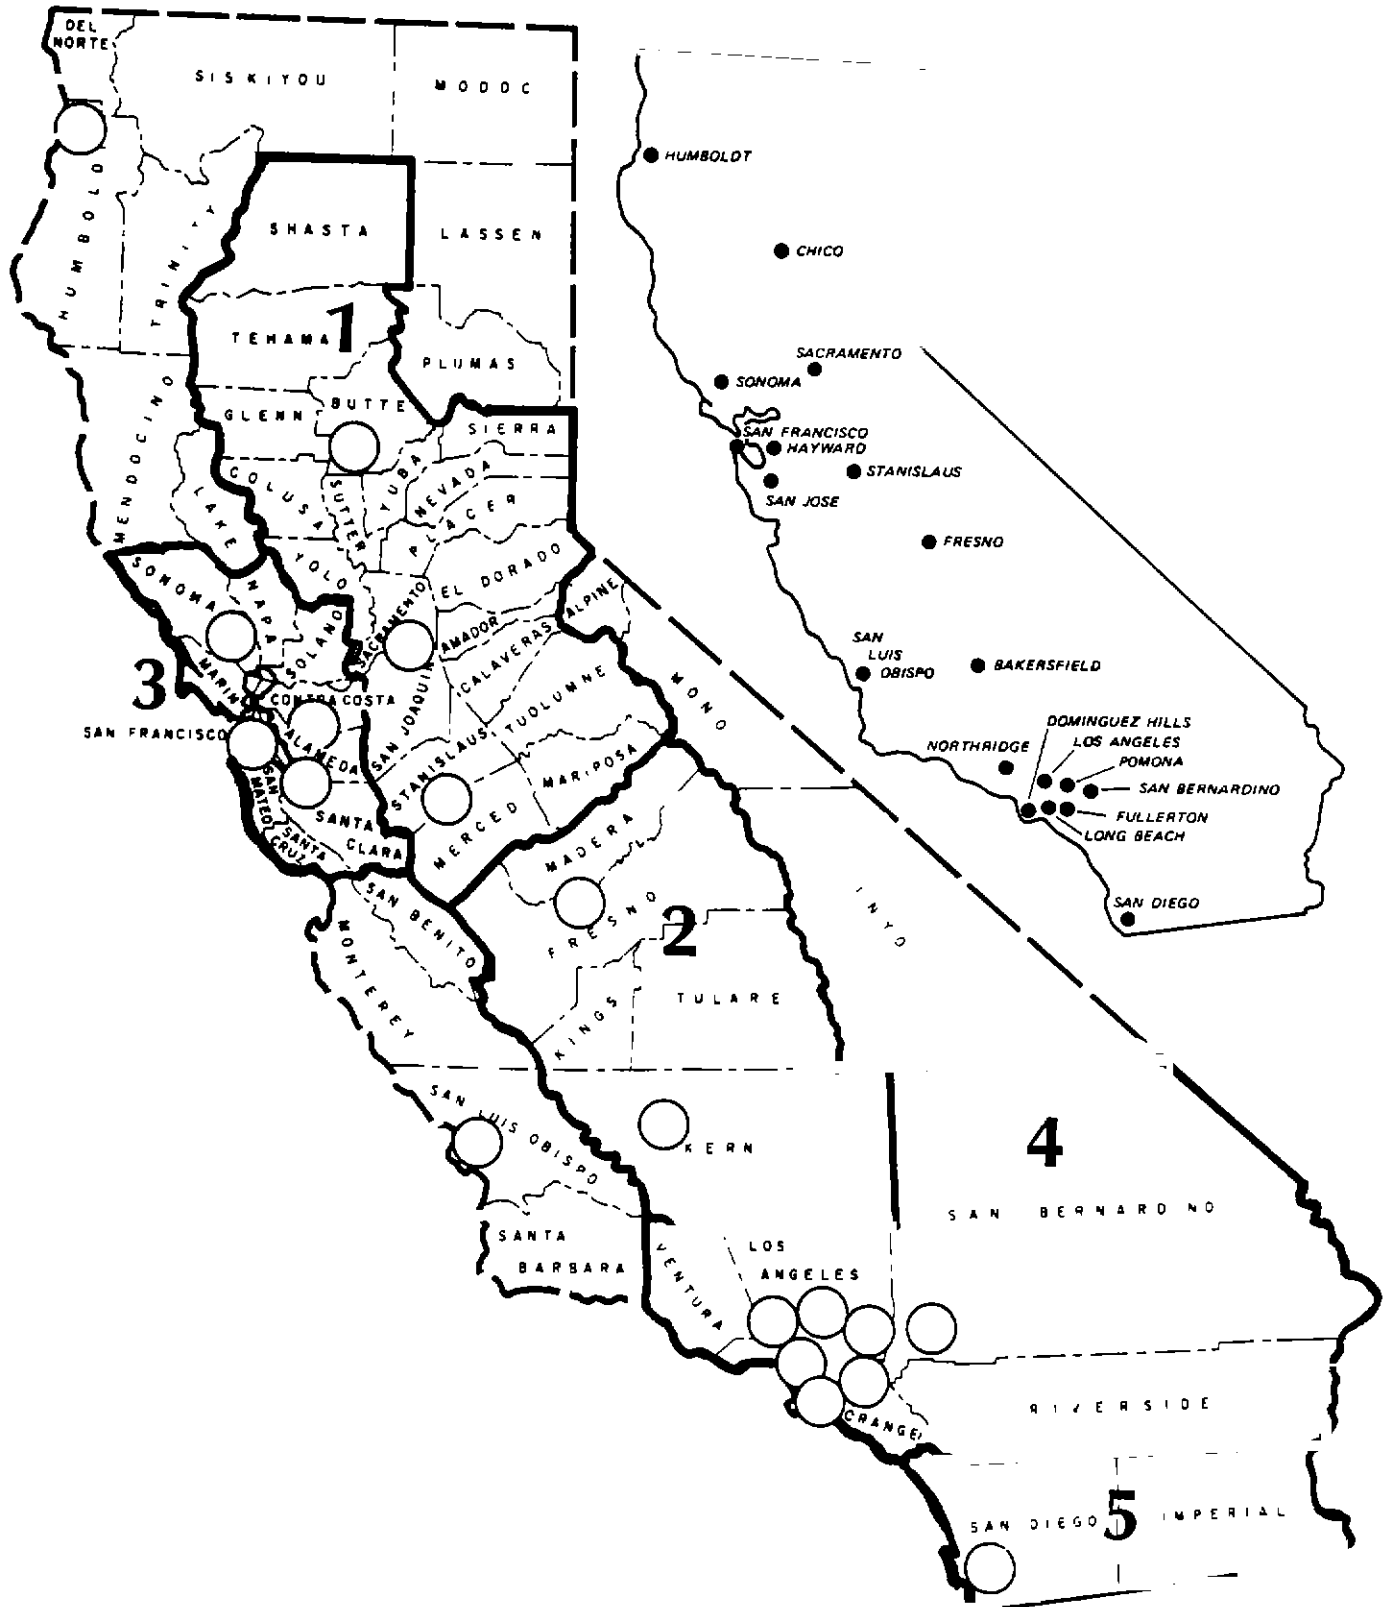 DEL
NORTE
SISKIYOU
MODOC
HUMBOLD
TRINITY
SHASTA
LASSEN
TEHAMA
1
PLUMAS
MENDOCINO
GLENN
BUTTE
SIERRA
LAKE
COLUSA
SUTTER
YUBA
NEVADA
PLACER
YOLO
EL DORADO
SONOMA
NAPA
SOLANO
SACRAMENTO
AMADOR
ALPINE
CALAVERAS
3
MARIN
CONTRA COSTA
SAN JOAQUIN
TUOLUMNE
MONO
SAN FRANCISCO
ALAMEDA
STANISLAUS
MARIPOSA
SAN
MATEO
SANTA
CLARA
SANTA
CRUZ
MERCED
MADERA
SAN BENITO
FRESNO
2
INYO
MONTEREY
KINGS
TULARE
SAN LUIS OBISPO
KERN
4
SAN BERNARDINO
SANTA
BARBARA
VENTURA
LOS
ANGELES
ORANGE
RIVERSIDE
SAN DIEGO
5
IMPERIAL
HUMBOLDT
CHICO
SACRAMENTO
SONOMA
SAN FRANCISCO
HAYWARD
STANISLAUS
SAN JOSE
FRESNO
SAN
LUIS
OBISPO
BAKERSFIELD
DOMINGUEZ HILLS
NORTHRIDGE
LOS ANGELES
POMONA
SAN BERNARDINO
FULLERTON
LONG BEACH
SAN DIEGO